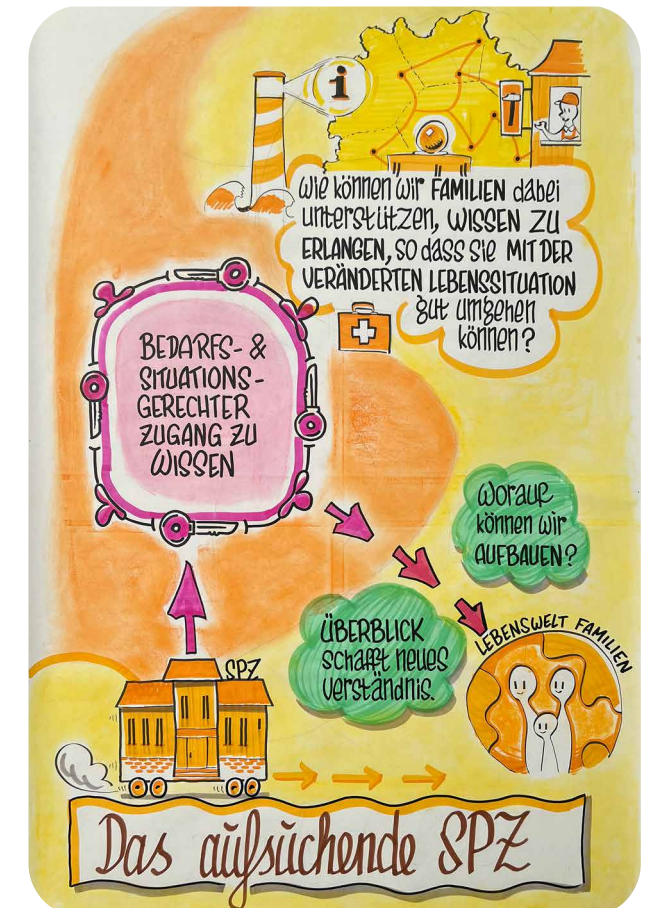 i
Wie können wir FAMILIEN dabei
unterstützen, WISSEN ZU
ERLANGEN, SO dass Sie MIT DER
VERÄNDERTEN LEBENSSITUATION
gut umgehen
können?
BEDARFS- &
SITUATIONS-
GERECHTER
ZUGANG ZU
WISSEN
Worauf
können wir
AUFBAUEN?
ÜBERBLICK
schafft neues
Verständnis.
LEBENSWELT FAMILIEN
SPZ
Das aufsuchende SPZ